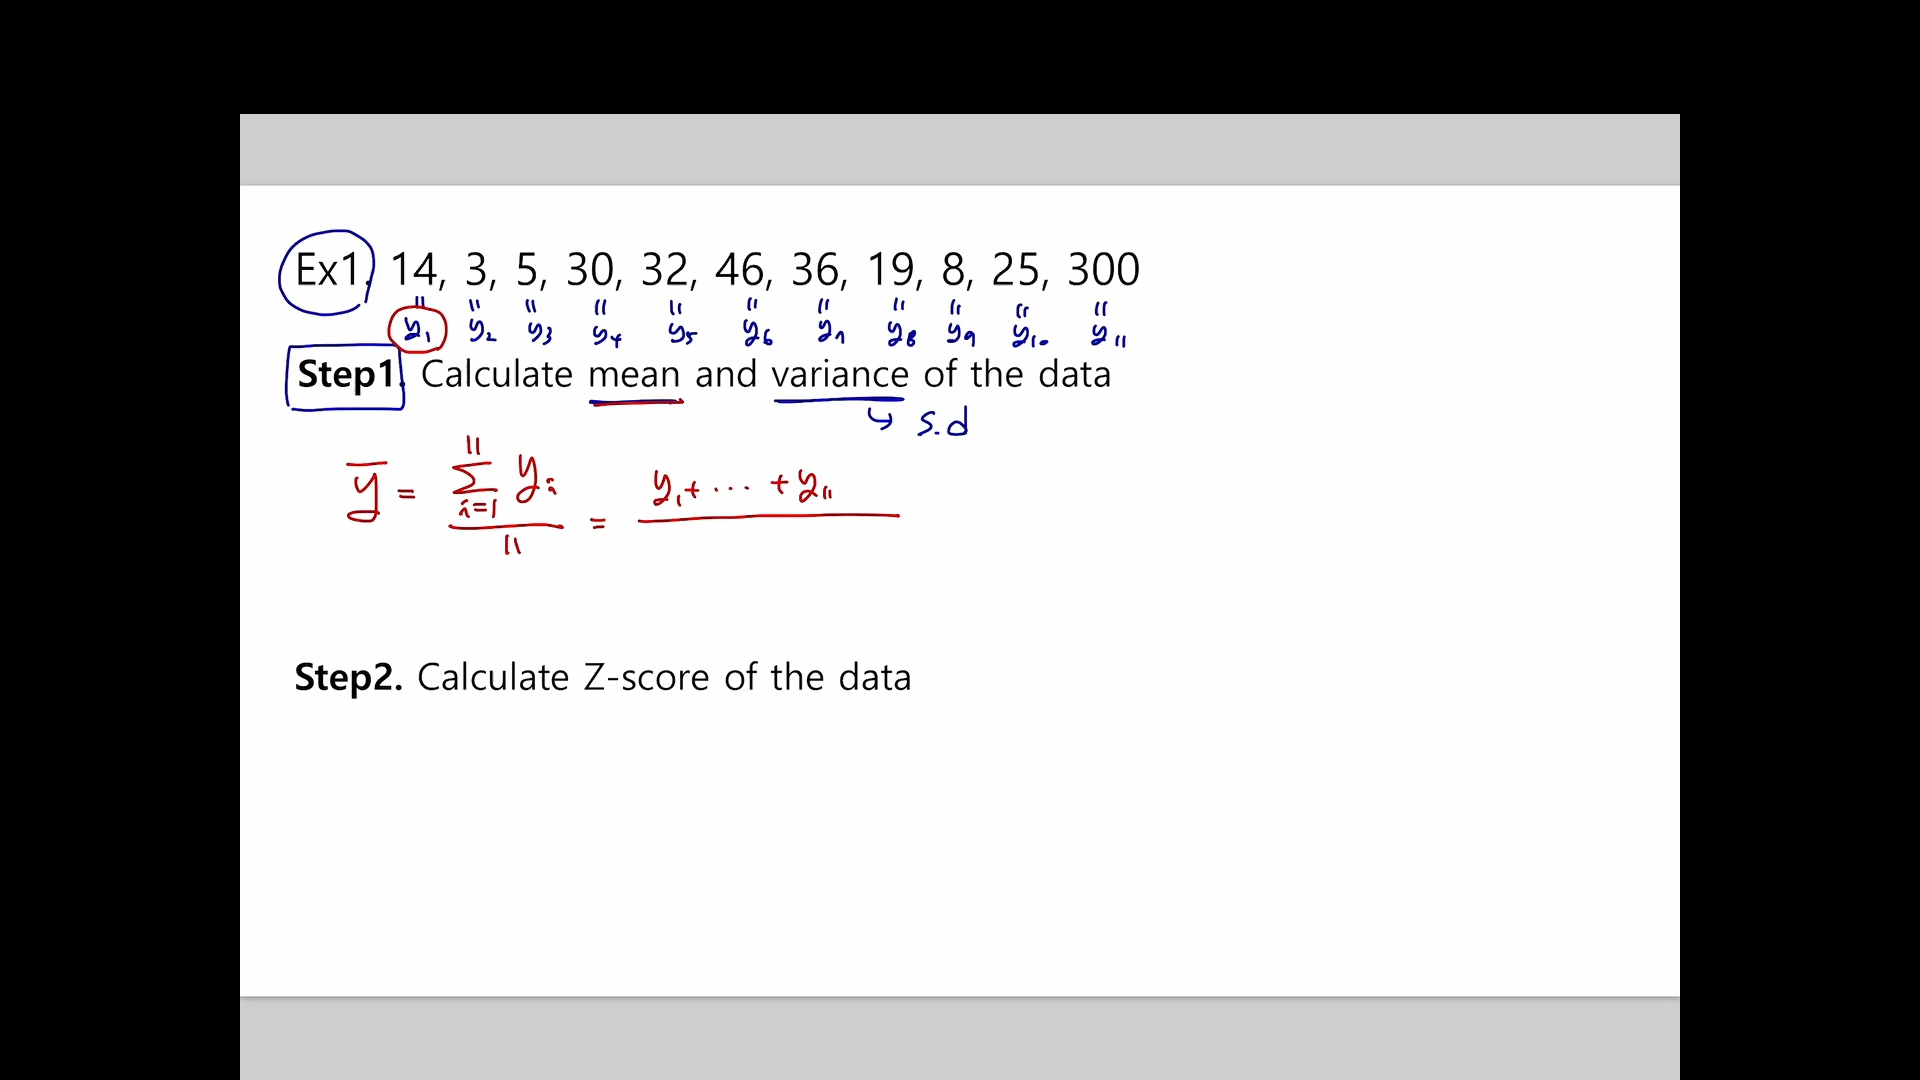 Ex1. 14, 3, 5, 30, 32, 46, 36, 19, 8, 25, 300
" " " " " " " " " " "
y₁ y₂ y₃ y₄ y₅ y₆ y₇ y₈ y₉ y₁₀ y₁₁
Step1. Calculate mean and variance of the data
↳ s.d
ȳ = ∑ᵢ₌₁¹¹ yᵢ / 11 = y₁+ ··· +y₁₁
Step2. Calculate Z-score of the data